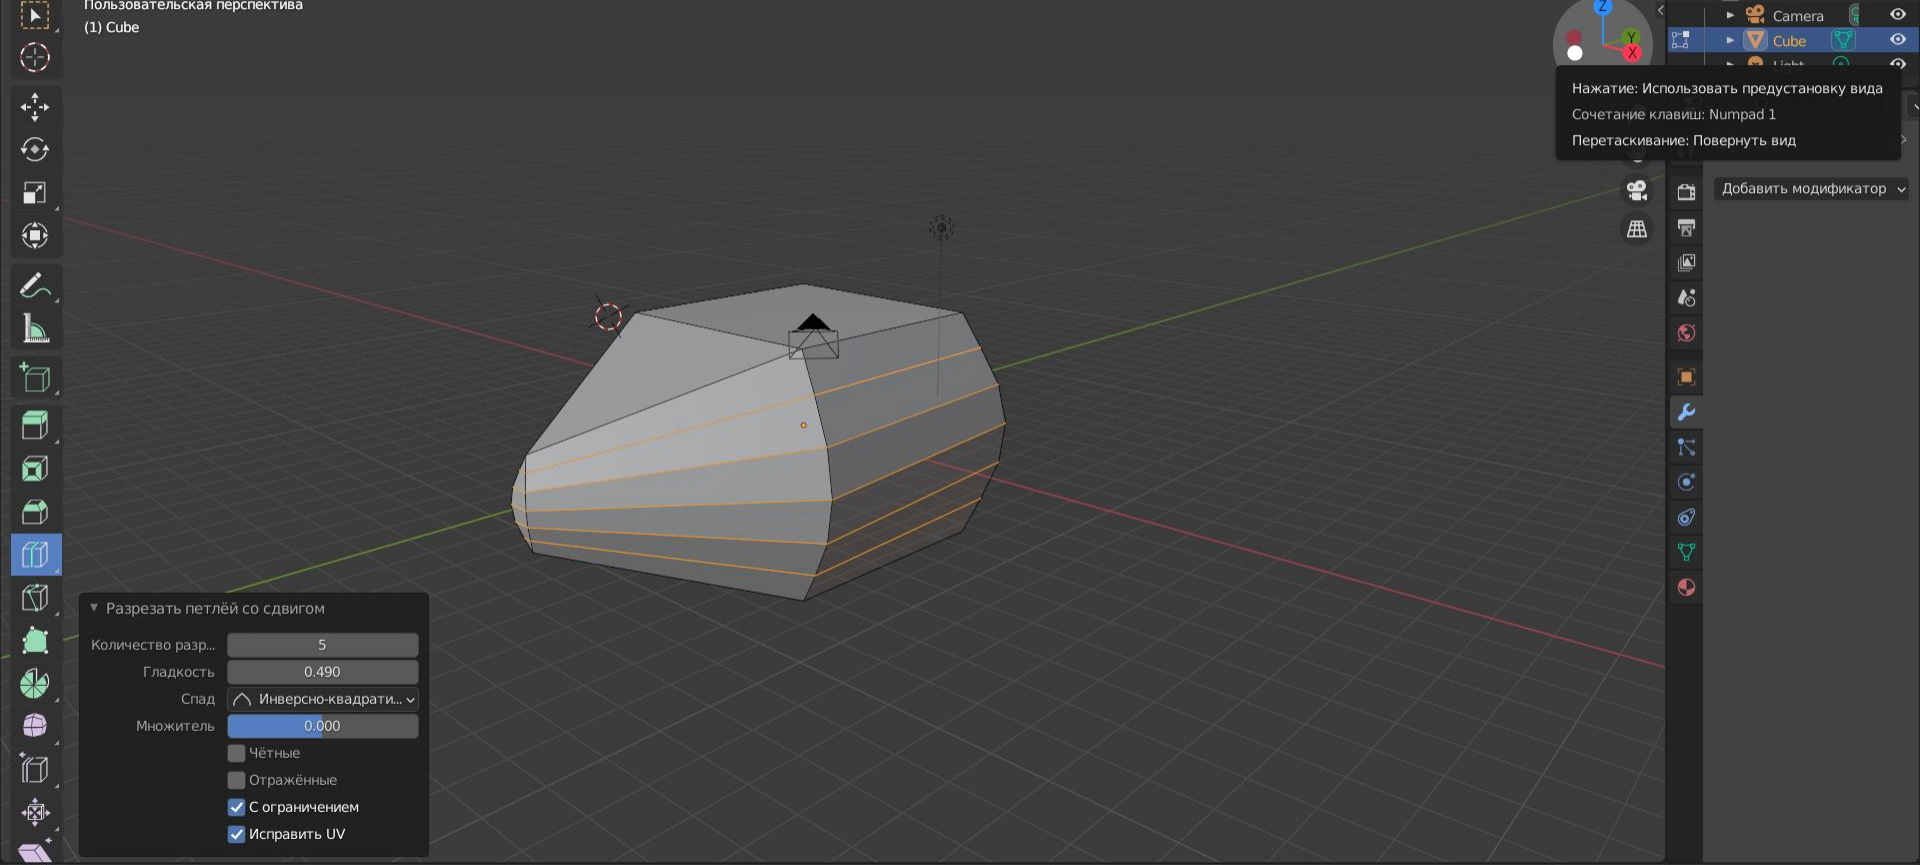 Пользовательская перспектива
(1) Cube
Z
Y
X
Camera
Cube
Light
Нажатие: Использовать предустановку вида
Сочетание клавиш: Numpad 1
Перетаскивание: Повернуть вид
Добавить модификатор
Разрезать петлёй со сдвигом
Количество разр... 5
Гладкость 0.490
Спад Инверсно-квадрати...
Множитель 0.000
Чётные
Отражённые
С ограничением
Исправить UV